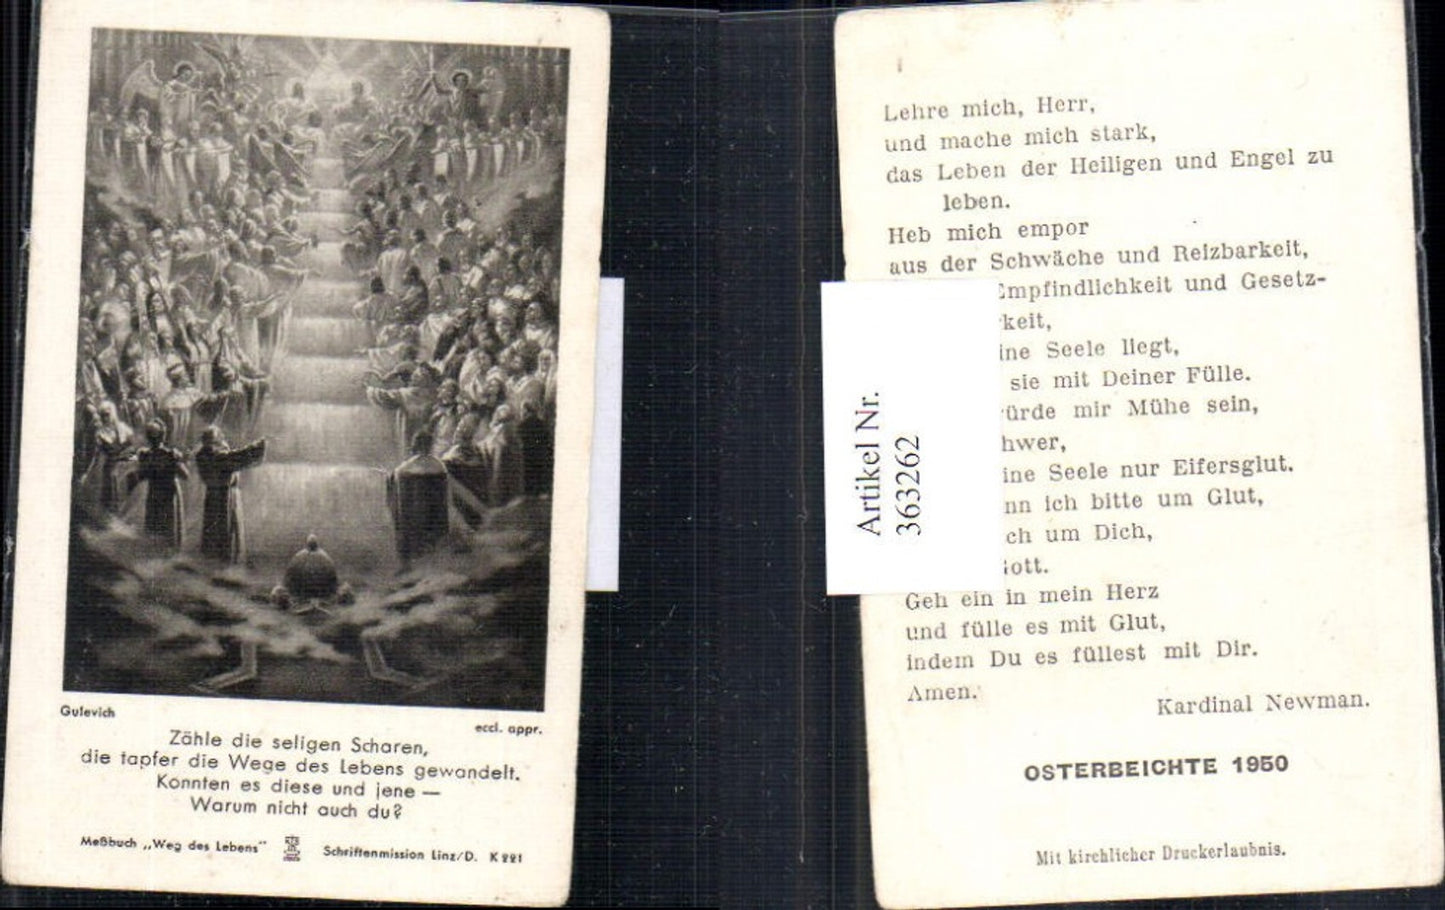 Gulevich
eccl. appr.
Zähle die seligen Scharen,
die tapfer die Wege des Lebens gewandelt.
Konnten es diese und jene —
Warum nicht auch du?
Meßbuch „Weg des Lebens"
Schriftenmission Linz/D. K 221
Lehre mich, Herr,
und mache mich stark,
das Leben der Heiligen und Engel zu
leben.
Heb mich empor
aus der Schwäche und Reizbarkeit,
Empfindlichkeit und Gesetz-
keit,
ine Seele liegt,
sie mit Deiner Fülle.
ürde mir Mühe sein,
hwer,
ine Seele nur Eifersglut.
nn ich bitte um Glut,
ch um Dich,
ott.
Geh ein in mein Herz
und fülle es mit Glut,
indem Du es füllest mit Dir.
Amen.
Kardinal Newman.
OSTERBEICHTE 1950
Mit kirchlicher Druckerlaubnis.
Artikel Nr.
363262